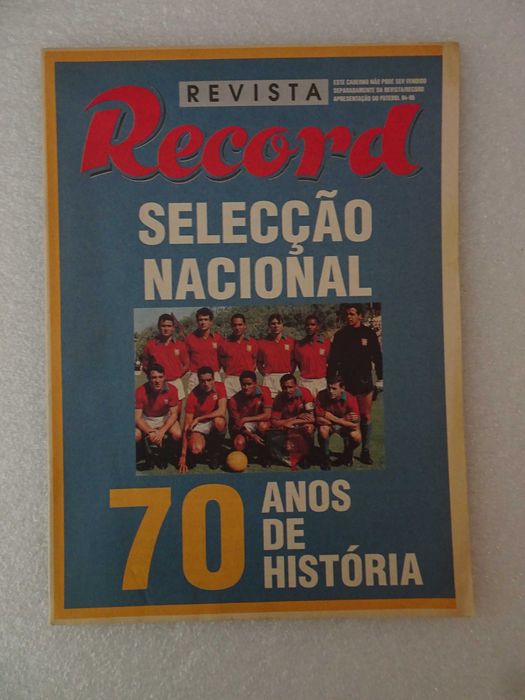 REVISTA
ESTE CADERNO NÃO PODE SER VENDIDO
SEPARADAMENTE DA REVISTA/RECORD
APRESENTAÇÃO DO FUTEBOL 94-95
Record
SELECÇÃO
NACIONAL
70
ANOS
DE
HISTÓRIA